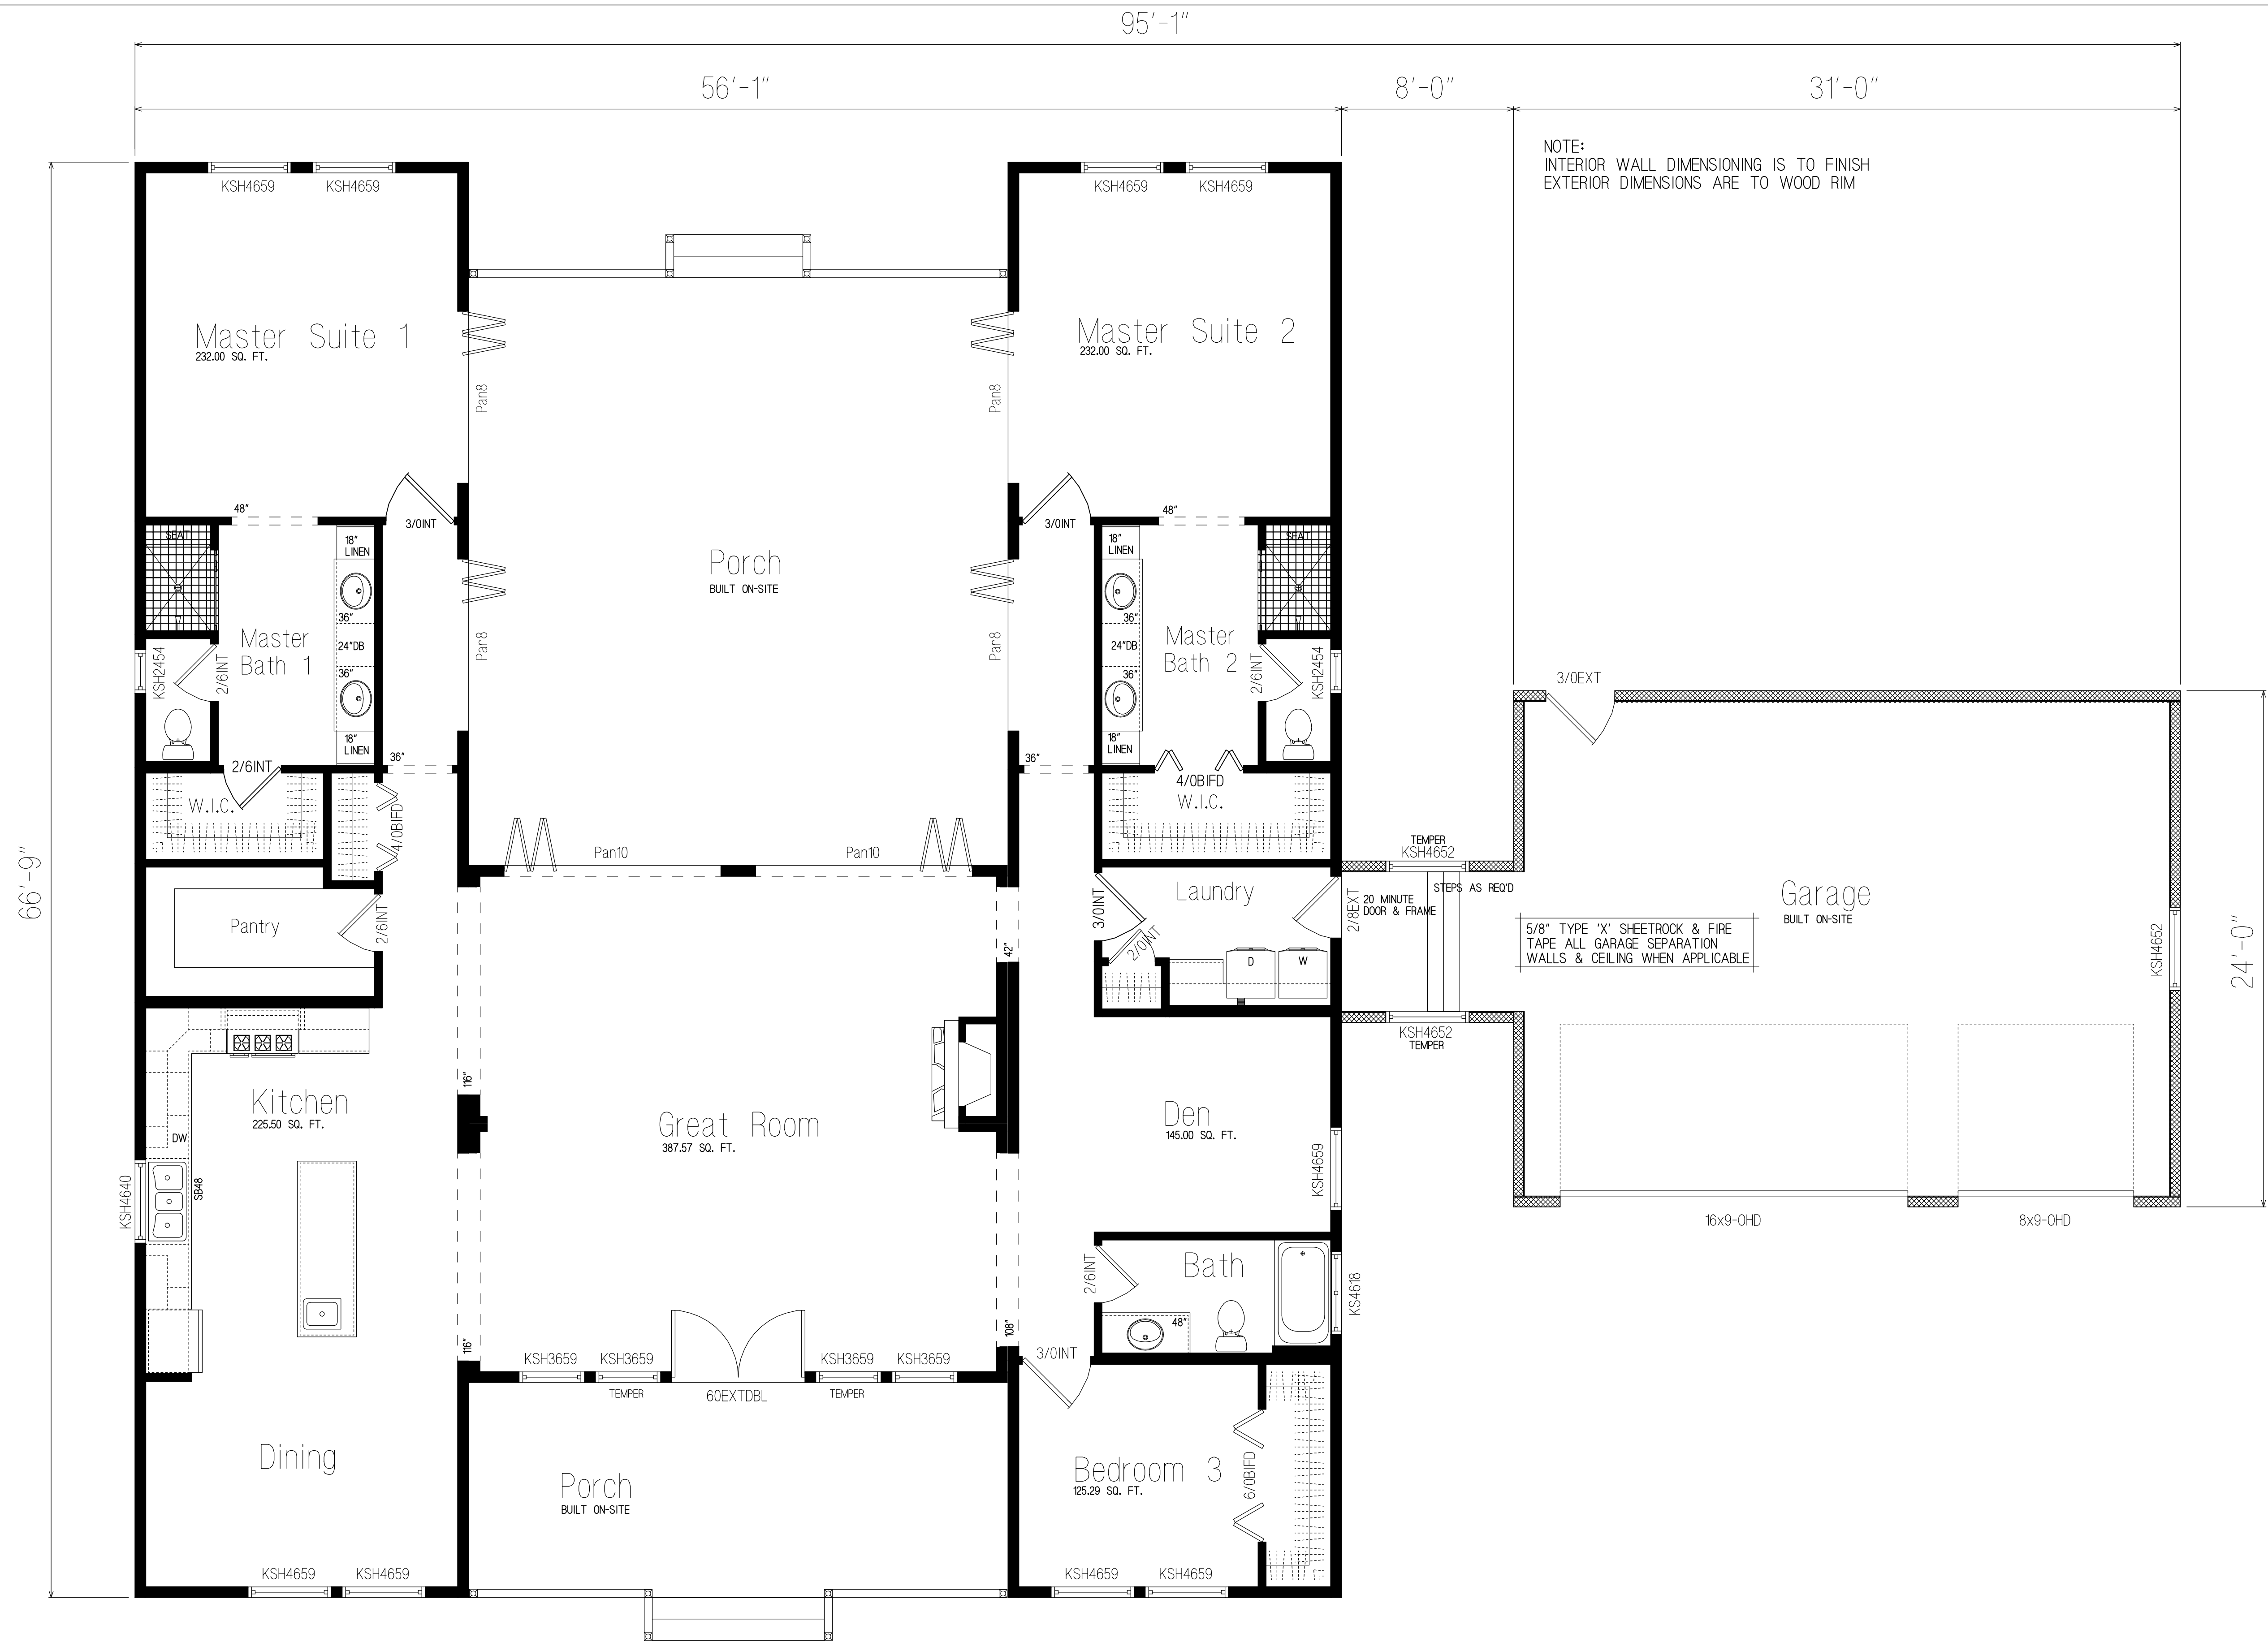 95'-1"
56'-1"
8'-0"
31'-0"
NOTE:
INTERIOR WALL DIMENSIONING IS TO FINISH
EXTERIOR DIMENSIONS ARE TO WOOD RIM
KSH4659
KSH4659
KSH4659
KSH4659
Master Suite 1
232.00 SQ. FT.
Master Suite 2
232.00 SQ. FT.
Pan8
Pan8
48"
3/0INT
3/0INT
48"
SEAT
18"
LINEN
18"
LINEN
SEAT
Porch
BUILT ON-SITE
36"
24"DB
36"
Master
Bath 1
KSH2454
2/6INT
Pan8
Pan8
36"
24"DB
36"
Master
Bath 2
2/6INT
KSH2454
18"
LINEN
18"
LINEN
3/0EXT
2/6INT
36"
36"
4/0BIFD
W.I.C.
W.I.C.
4/0BIFD
Pan10
Pan10
TEMPER
KSH4652
66'-9"
Pantry
2/6INT
42"
3/0INT
Laundry
2/0INT
D
W
2/8EXT
20 MINUTE
DOOR & FRAME
STEPS AS REQ'D
Garage
BUILT ON-SITE
5/8" TYPE 'X' SHEETROCK & FIRE
TAPE ALL GARAGE SEPARATION
WALLS & CEILING WHEN APPLICABLE
KSH4652
24'-0"
KSH4652
TEMPER
116"
Kitchen
225.50 SQ. FT.
DW
Great Room
387.57 SQ. FT.
Den
145.00 SQ. FT.
KSH4659
KSH4640
SB48
16x9-OHD
8x9-OHD
2/6INT
Bath
48"
KS4618
116"
108"
3/0INT
KSH3659
KSH3659
KSH3659
KSH3659
TEMPER
60EXTDBL
TEMPER
Dining
Porch
BUILT ON-SITE
Bedroom 3
125.29 SQ. FT.
6/0BIFD
KSH4659
KSH4659
KSH4659
KSH4659